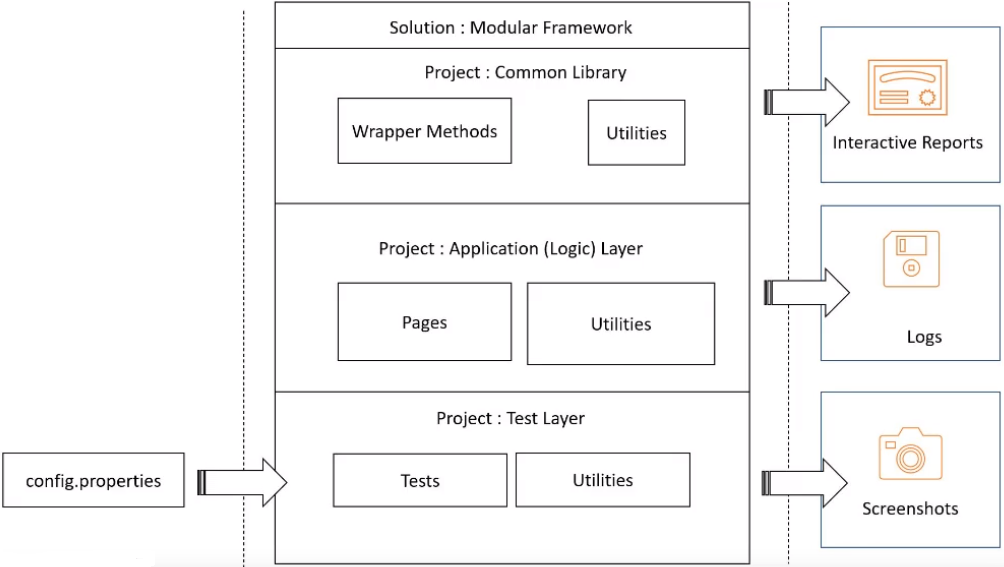 Solution : Modular Framework
Project : Common Library
Wrapper Methods
Utilities
Interactive Reports
Project : Application (Logic) Layer
Pages
Utilities
Logs
Project : Test Layer
config.properties
Tests
Utilities
Screenshots